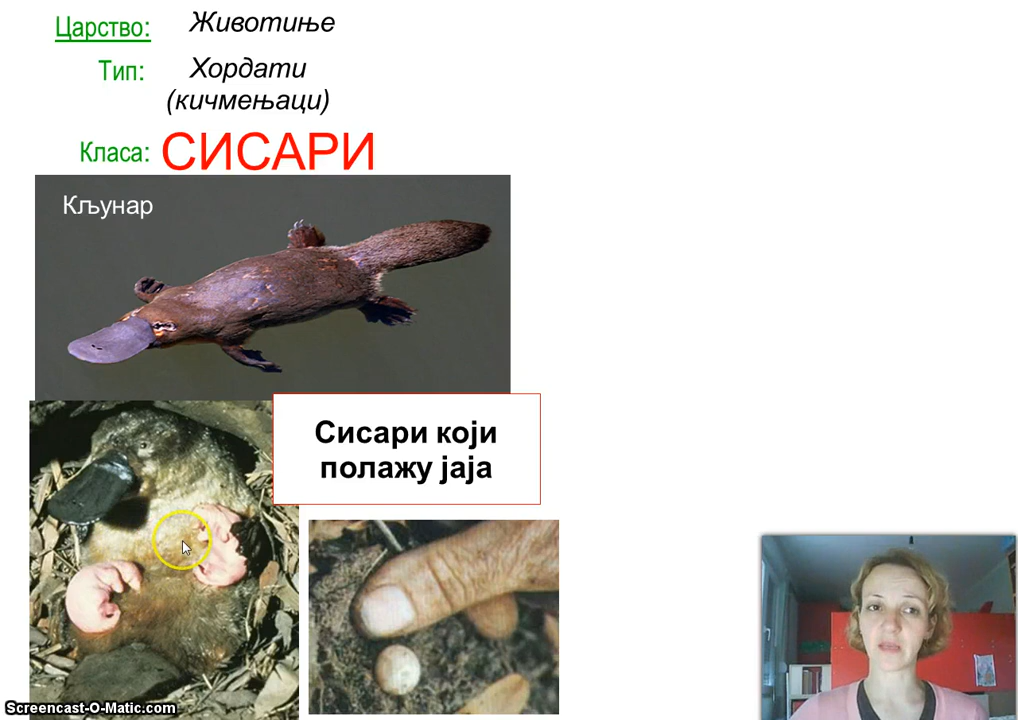 Царство: Животиње
Тип: Хордати
(кичмењаци)
Класа: СИСАРИ
Кљунар
Сисари који
полажу јаја
Screencast-O-Matic.com